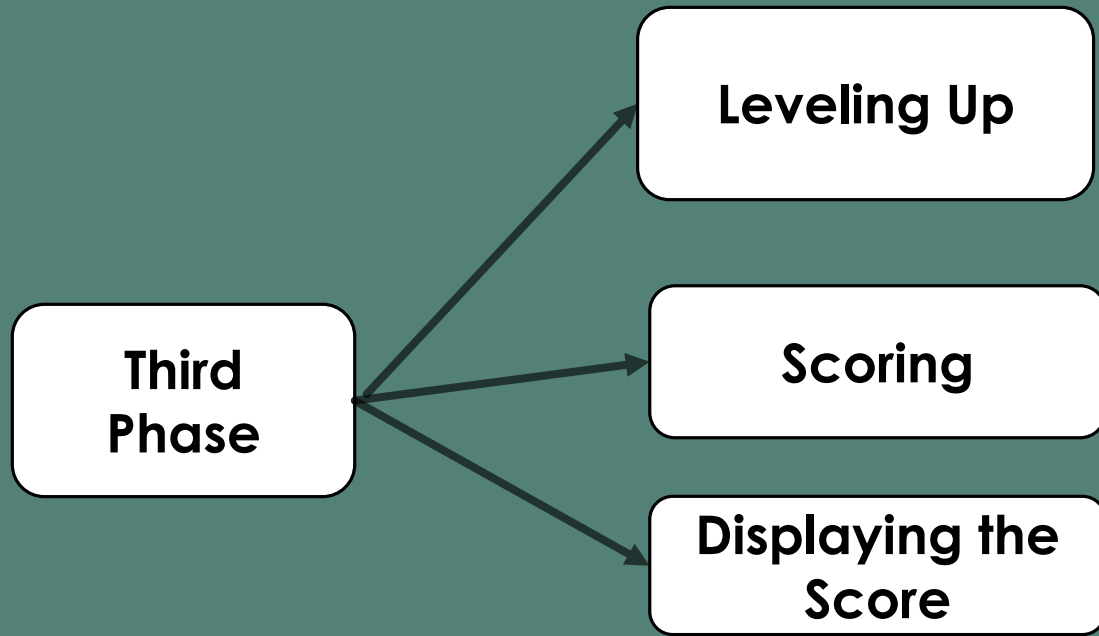 Leveling Up
Third
Phase
Scoring
Displaying the
Score